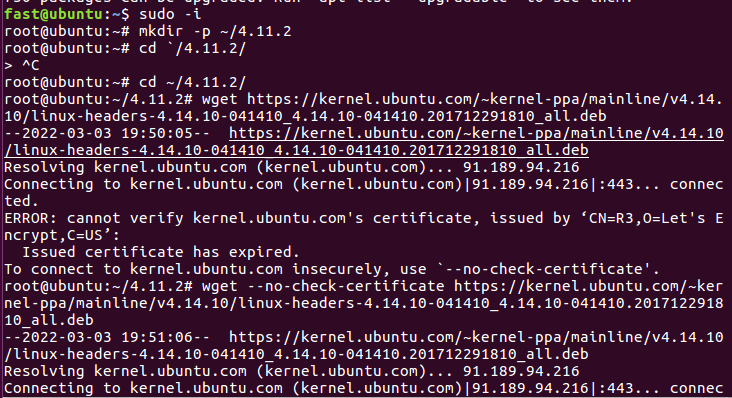 fast@ubuntu:~$ sudo -i
root@ubuntu:~# mkdir -p ~/4.11.2
root@ubuntu:~# cd `/4.11.2/
> ^C
root@ubuntu:~# cd ~/4.11.2/
root@ubuntu:~/4.11.2# wget https://kernel.ubuntu.com/~kernel-ppa/mainline/v4.14.
10/linux-headers-4.14.10-041410_4.14.10-041410.201712291810_all.deb
--2022-03-03 19:50:05--  https://kernel.ubuntu.com/~kernel-ppa/mainline/v4.14.10
/linux-headers-4.14.10-041410_4.14.10-041410.201712291810_all.deb
Resolving kernel.ubuntu.com (kernel.ubuntu.com)... 91.189.94.216
Connecting to kernel.ubuntu.com (kernel.ubuntu.com)|91.189.94.216|:443... connec
ted.
ERROR: cannot verify kernel.ubuntu.com's certificate, issued by ‘CN=R3,O=Let's E
ncrypt,C=US’:
  Issued certificate has expired.
To connect to kernel.ubuntu.com insecurely, use `--no-check-certificate'.
root@ubuntu:~/4.11.2# wget --no-check-certificate https://kernel.ubuntu.com/~ker
nel-ppa/mainline/v4.14.10/linux-headers-4.14.10-041410_4.14.10-041410.2017122918
10_all.deb
--2022-03-03 19:51:06--  https://kernel.ubuntu.com/~kernel-ppa/mainline/v4.14.10
/linux-headers-4.14.10-041410_4.14.10-041410.201712291810_all.deb
Resolving kernel.ubuntu.com (kernel.ubuntu.com)... 91.189.94.216
Connecting to kernel.ubuntu.com (kernel.ubuntu.com)|91.189.94.216|:443... connec